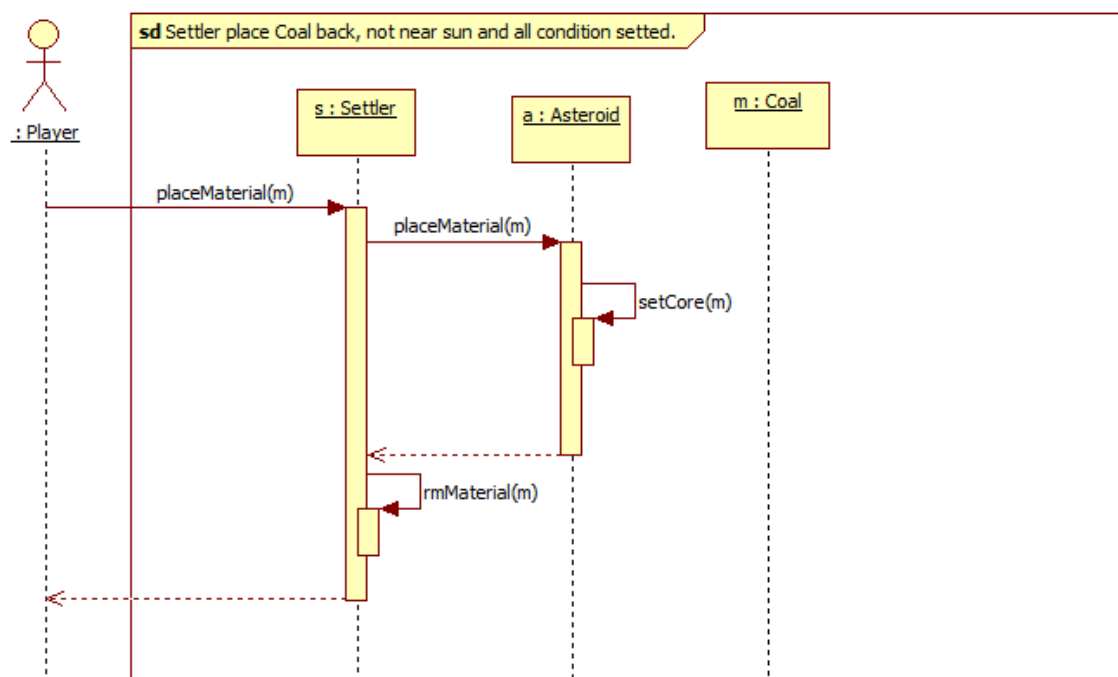 sd Settler place Coal back, not near sun and all condition setted.
: Player
s : Settler
a : Asteroid
m : Coal
placeMaterial(m)
placeMaterial(m)
setCore(m)
rmMaterial(m)